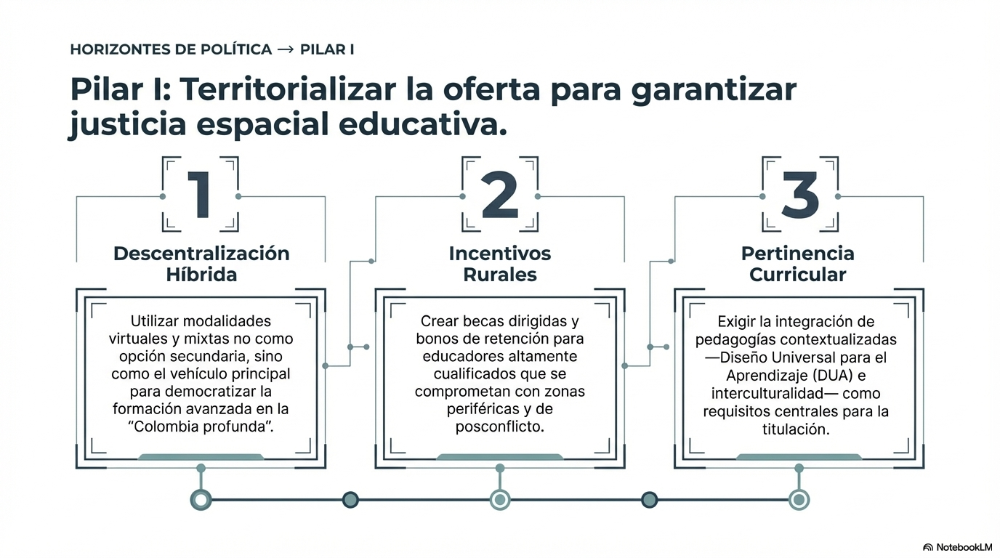 HORIZONTES DE POLÍTICA → PILAR I
Pilar I: Territorializar la oferta para garantizar
justicia espacial educativa.
1
Descentralización
Híbrida
Utilizar modalidades
virtuales y mixtas no como
opción secundaria, sino
como el vehículo principal
para democratizar la
formación avanzada en la
“Colombia profunda”.
2
Incentivos
Rurales
Crear becas dirigidas y
bonos de retención para
educadores altamente
cualificados que se
comprometan con zonas
periféricas y de
posconflicto.
3
Pertinencia
Curricular
Exigir la integración de
pedagogías contextualizadas
—Diseño Universal para el
Aprendizaje (DUA) e
interculturalidad— como
requisitos centrales para la
titulación.
NotebookLM